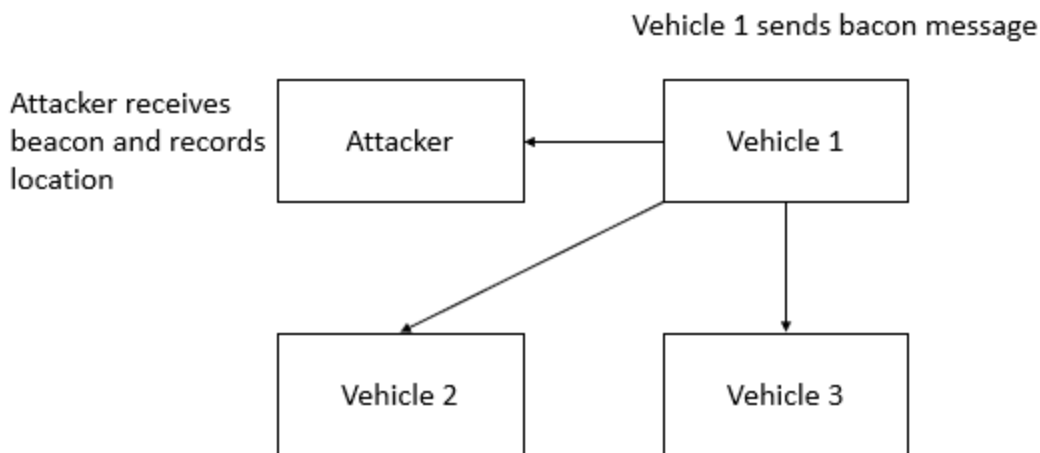 Vehicle 1 sends bacon message
Attacker receives
beacon and records
location
Attacker
Vehicle 1
Vehicle 2
Vehicle 3